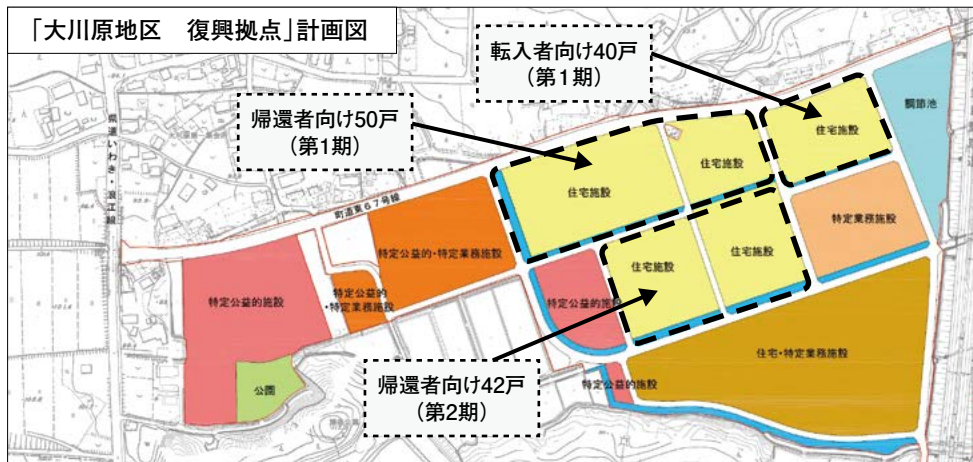 「大川原地区　復興拠点」計画図
転入者向け40戸
(第1期)
帰還者向け50戸
(第1期)
調節池
住宅施設
住宅施設
住宅施設
県道いわき・浪江線
町道東67号線
特定業務施設
特定公益的・特定業務施設
住宅施設
住宅施設
特定公益的施設
特定公益的
・特定業務施設
特定公益的施設
住宅・特定業務施設
公園
特定公益的施設
帰還者向け42戸
(第2期)